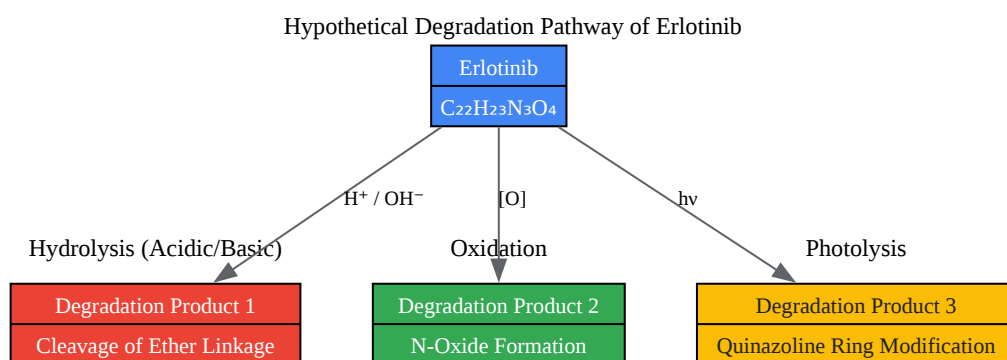 Hypothetical Degradation Pathway of Erlotinib
Erlotinib
C₂₂H₂₃N₃O₄
H⁺ / OH⁻
[O]
hν
Hydrolysis (Acidic/Basic)
Oxidation
Photolysis
Degradation Product 1
Degradation Product 2
Degradation Product 3
Cleavage of Ether Linkage
N-Oxide Formation
Quinazoline Ring Modification